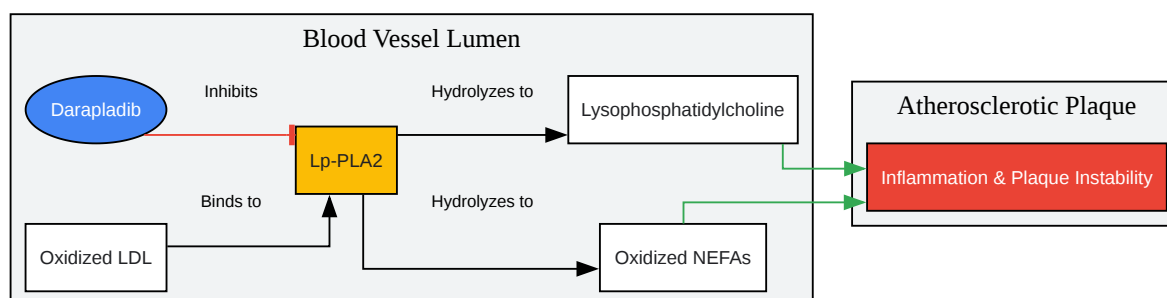 Blood Vessel Lumen
Darapladib
Inhibits
Hydrolyzes to
Lysophosphatidylcholine
Atherosclerotic Plaque
Lp-PLA2
Inflammation & Plaque Instability
Binds to
Hydrolyzes to
Oxidized LDL
Oxidized NEFAs